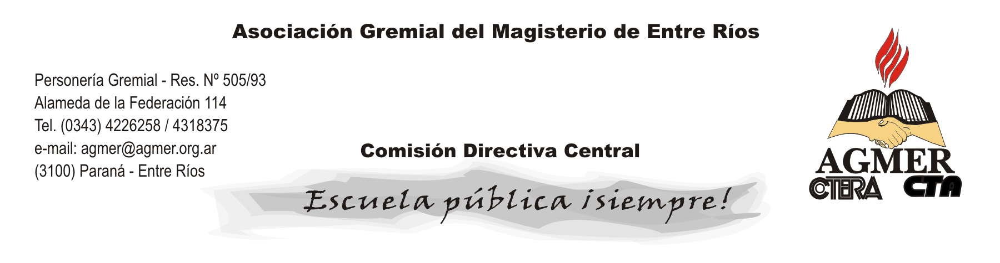 Asociación Gremial del Magisterio de Entre Ríos
Personería Gremial - Res. Nº 505/93
Alameda de la Federación 114
Tel. (0343) 4226258 / 4318375
e-mail: agmer@agmer.org.ar
(3100) Paraná - Entre Ríos
Comisión Directiva Central
Escuela pública ¡siempre!
AGMER
CTERA CTA